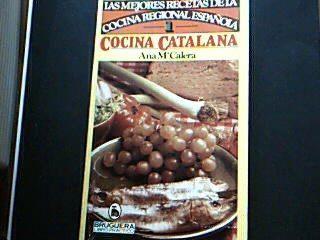 LAS MEJORES RECETAS DE LA
COCINA REGIONAL ESPAÑOLA
1
COCINA CATALANA
Ana Mª Calera
BRUGUERA